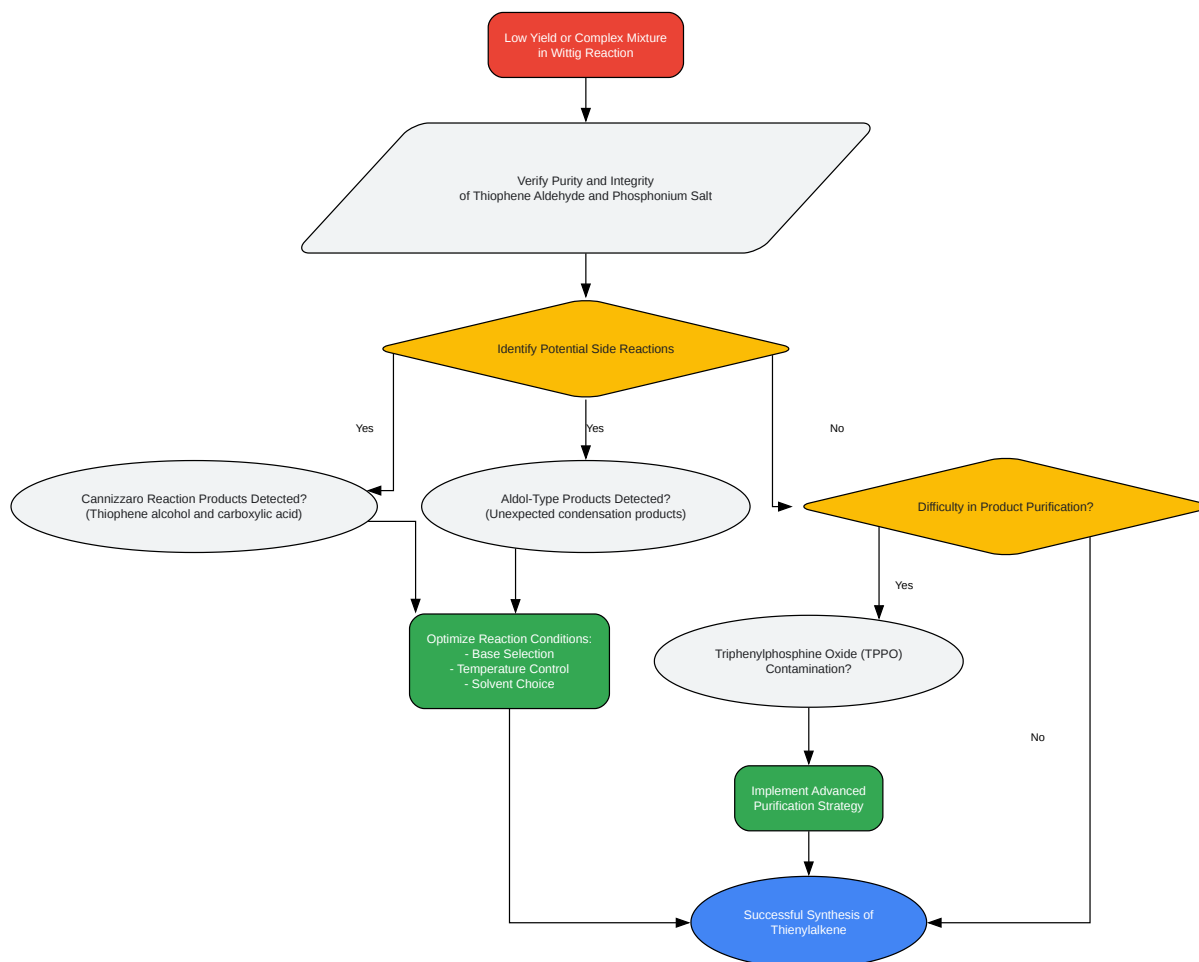 Low Yield or Complex Mixture
in Wittig Reaction
Verify Purity and Integrity
of Thiophene Aldehyde and Phosphonium Salt
Identify Potential Side Reactions
Yes
Yes
No
Cannizzaro Reaction Products Detected?
(Thiophene alcohol and carboxylic acid)
Aldol-Type Products Detected?
(Unexpected condensation products)
Difficulty in Product Purification?
Yes
Optimize Reaction Conditions:
- Base Selection
- Temperature Control
- Solvent Choice
Triphenylphosphine Oxide (TPPO)
Contamination?
No
Implement Advanced
Purification Strategy
Successful Synthesis of
Thienylalkene